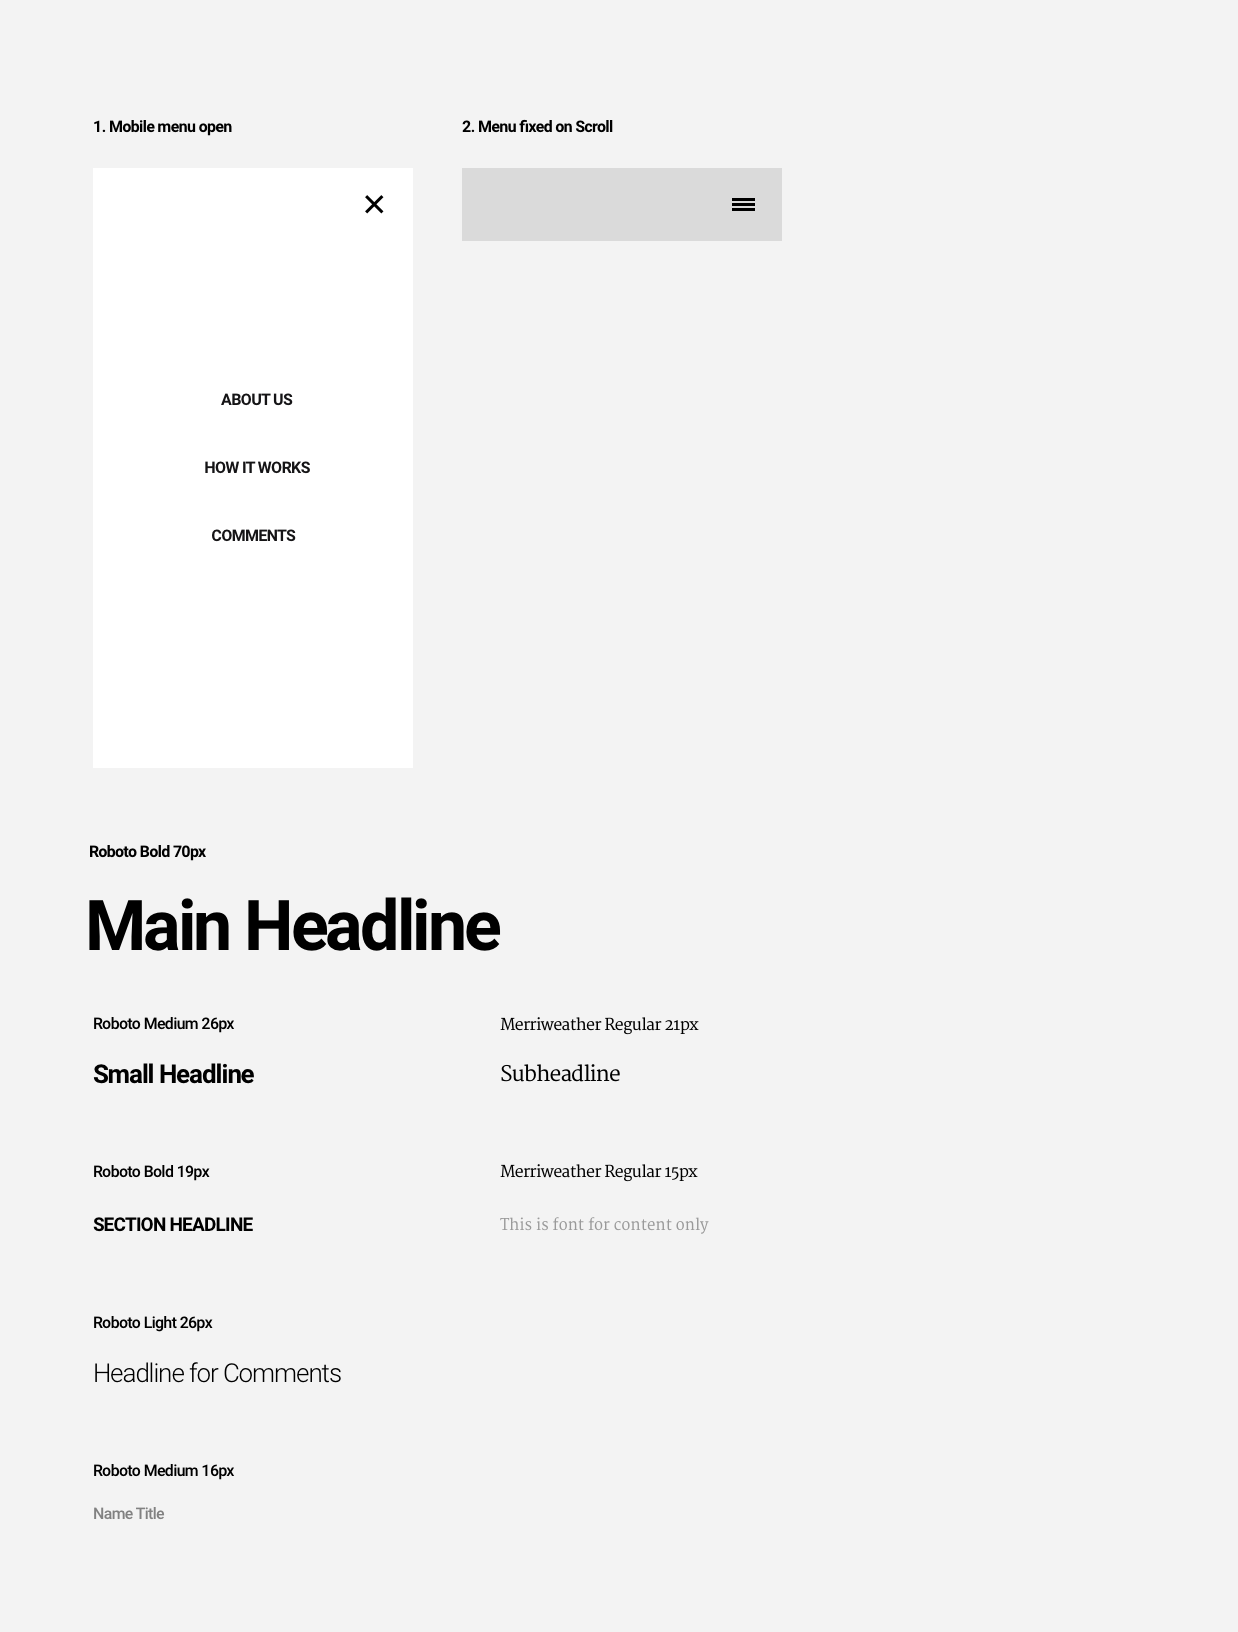 1. Mobile menu open
2. Menu fixed on Scroll
ABOUT US
HOW IT WORKS
COMMENTS
Roboto Bold 70px
Main Headline
Roboto Medium 26px
Merriweather Regular 21px
Small Headline
Subheadline
Roboto Bold 19px
Merriweather Regular 15px
SECTION HEADLINE
This is font for content only
Roboto Light 26px
Headline for Comments
Roboto Medium 16px
Name Title